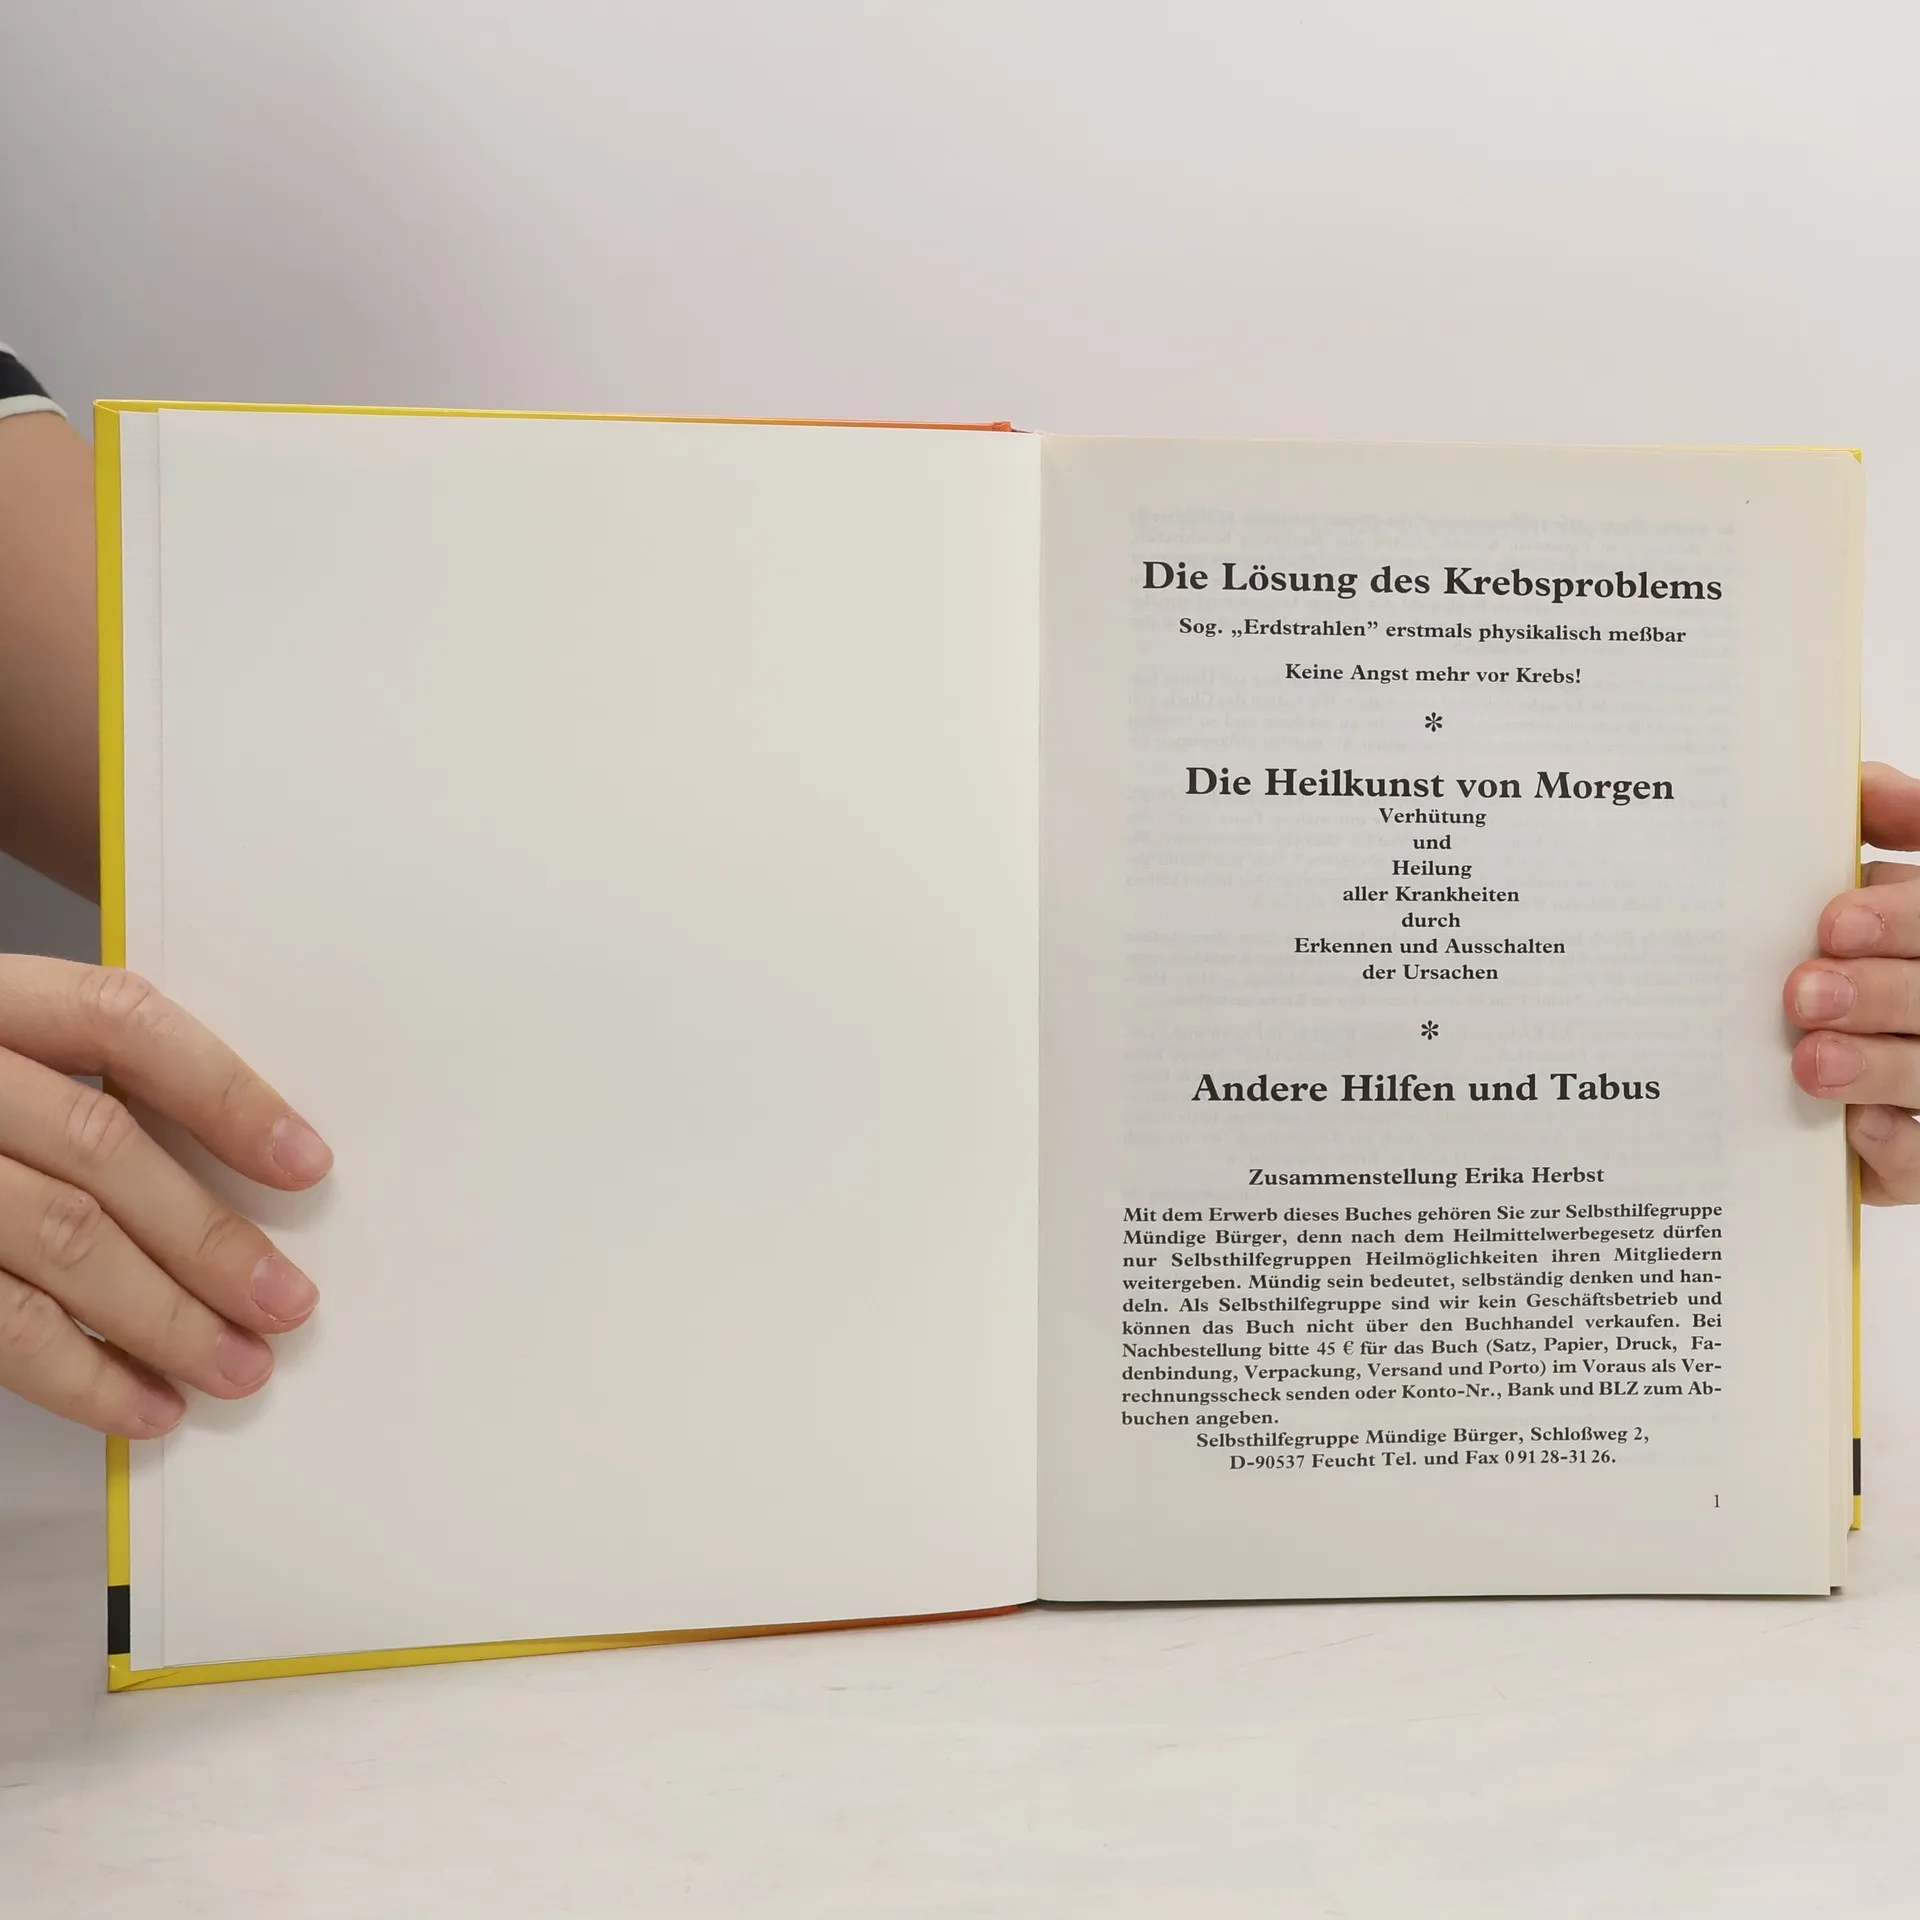 Die Lösung des Krebsproblems
Sog. „Erdstrahlen” erstmals physikalisch meßbar
Keine Angst mehr vor Krebs!
*
Die Heilkunst von Morgen
Verhütung
und
Heilung
aller Krankheiten
durch
Erkennen und Ausschalten
der Ursachen
*
Andere Hilfen und Tabus
Zusammenstellung Erika Herbst
Mit dem Erwerb dieses Buches gehören Sie zur Selbsthilfegruppe
Mündige Bürger, denn nach dem Heilmittelwerbegesetz dürfen
nur Selbsthilfegruppen Heilmöglichkeiten ihren Mitgliedern
weitergeben. Mündig sein bedeutet, selbständig denken und han-
deln. Als Selbsthilfegruppe sind wir kein Geschäftsbetrieb und
können das Buch nicht über den Buchhandel verkaufen. Bei
Nachbestellung bitte 45 € für das Buch (Satz, Papier, Druck, Fa-
denbindung, Verpackung, Versand und Porto) im Voraus als Ver-
rechnungsscheck senden oder Konto-Nr., Bank und BLZ zum Ab-
buchen angeben.
Selbsthilfegruppe Mündige Bürger, Schloßweg 2,
D-90537 Feucht Tel. und Fax 0 91 28-31 26.
1